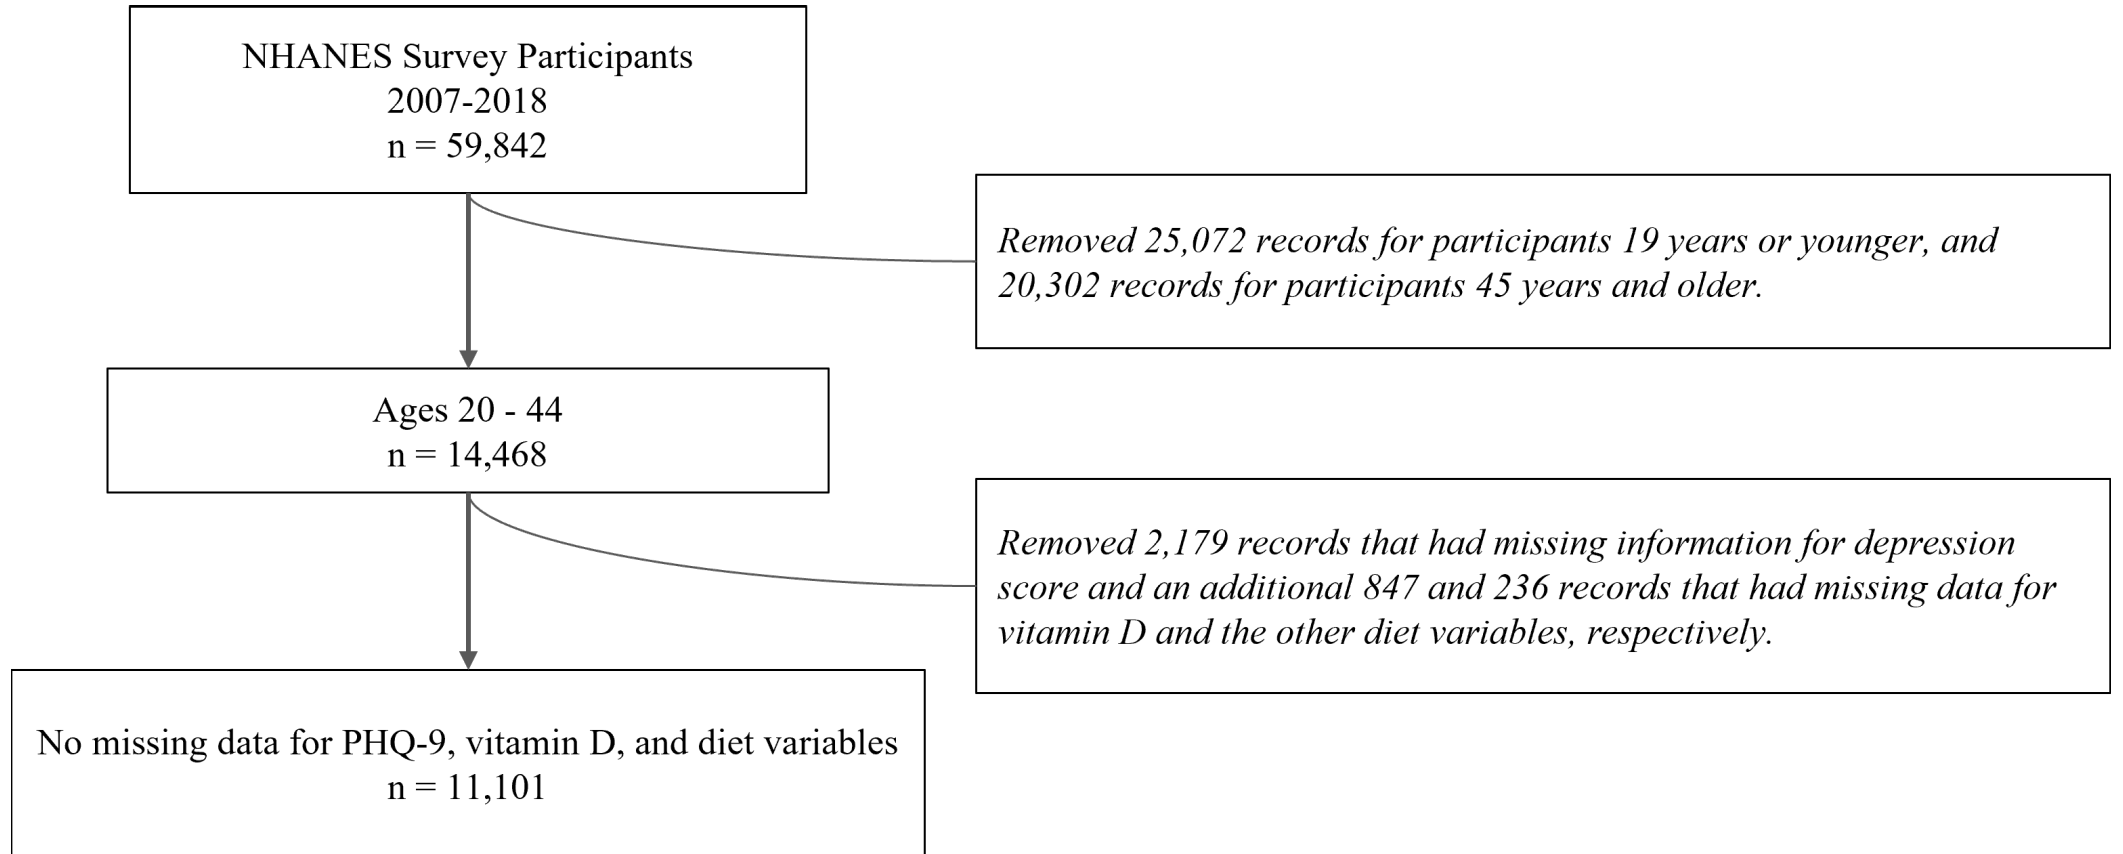 NHANES Survey Participants
2007-2018
n = 59,842
Removed 25,072 records for participants 19 years or younger, and
20,302 records for participants 45 years and older.
Ages 20 - 44
n = 14,468
Removed 2,179 records that had missing information for depression
score and an additional 847 and 236 records that had missing data for
vitamin D and the other diet variables, respectively.
No missing data for PHQ-9, vitamin D, and diet variables
n = 11,101